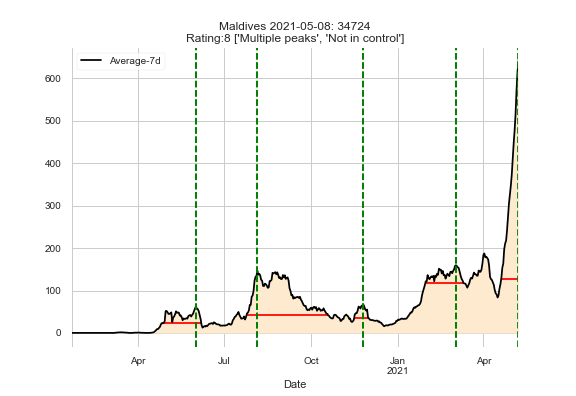 Maldives 2021-05-08: 34724
Rating:8 ['Multiple peaks', 'Not in control']
Average-7d
600
500
400
300
200
100
0
Apr
Jul
Oct
Jan
2021
Apr
Date